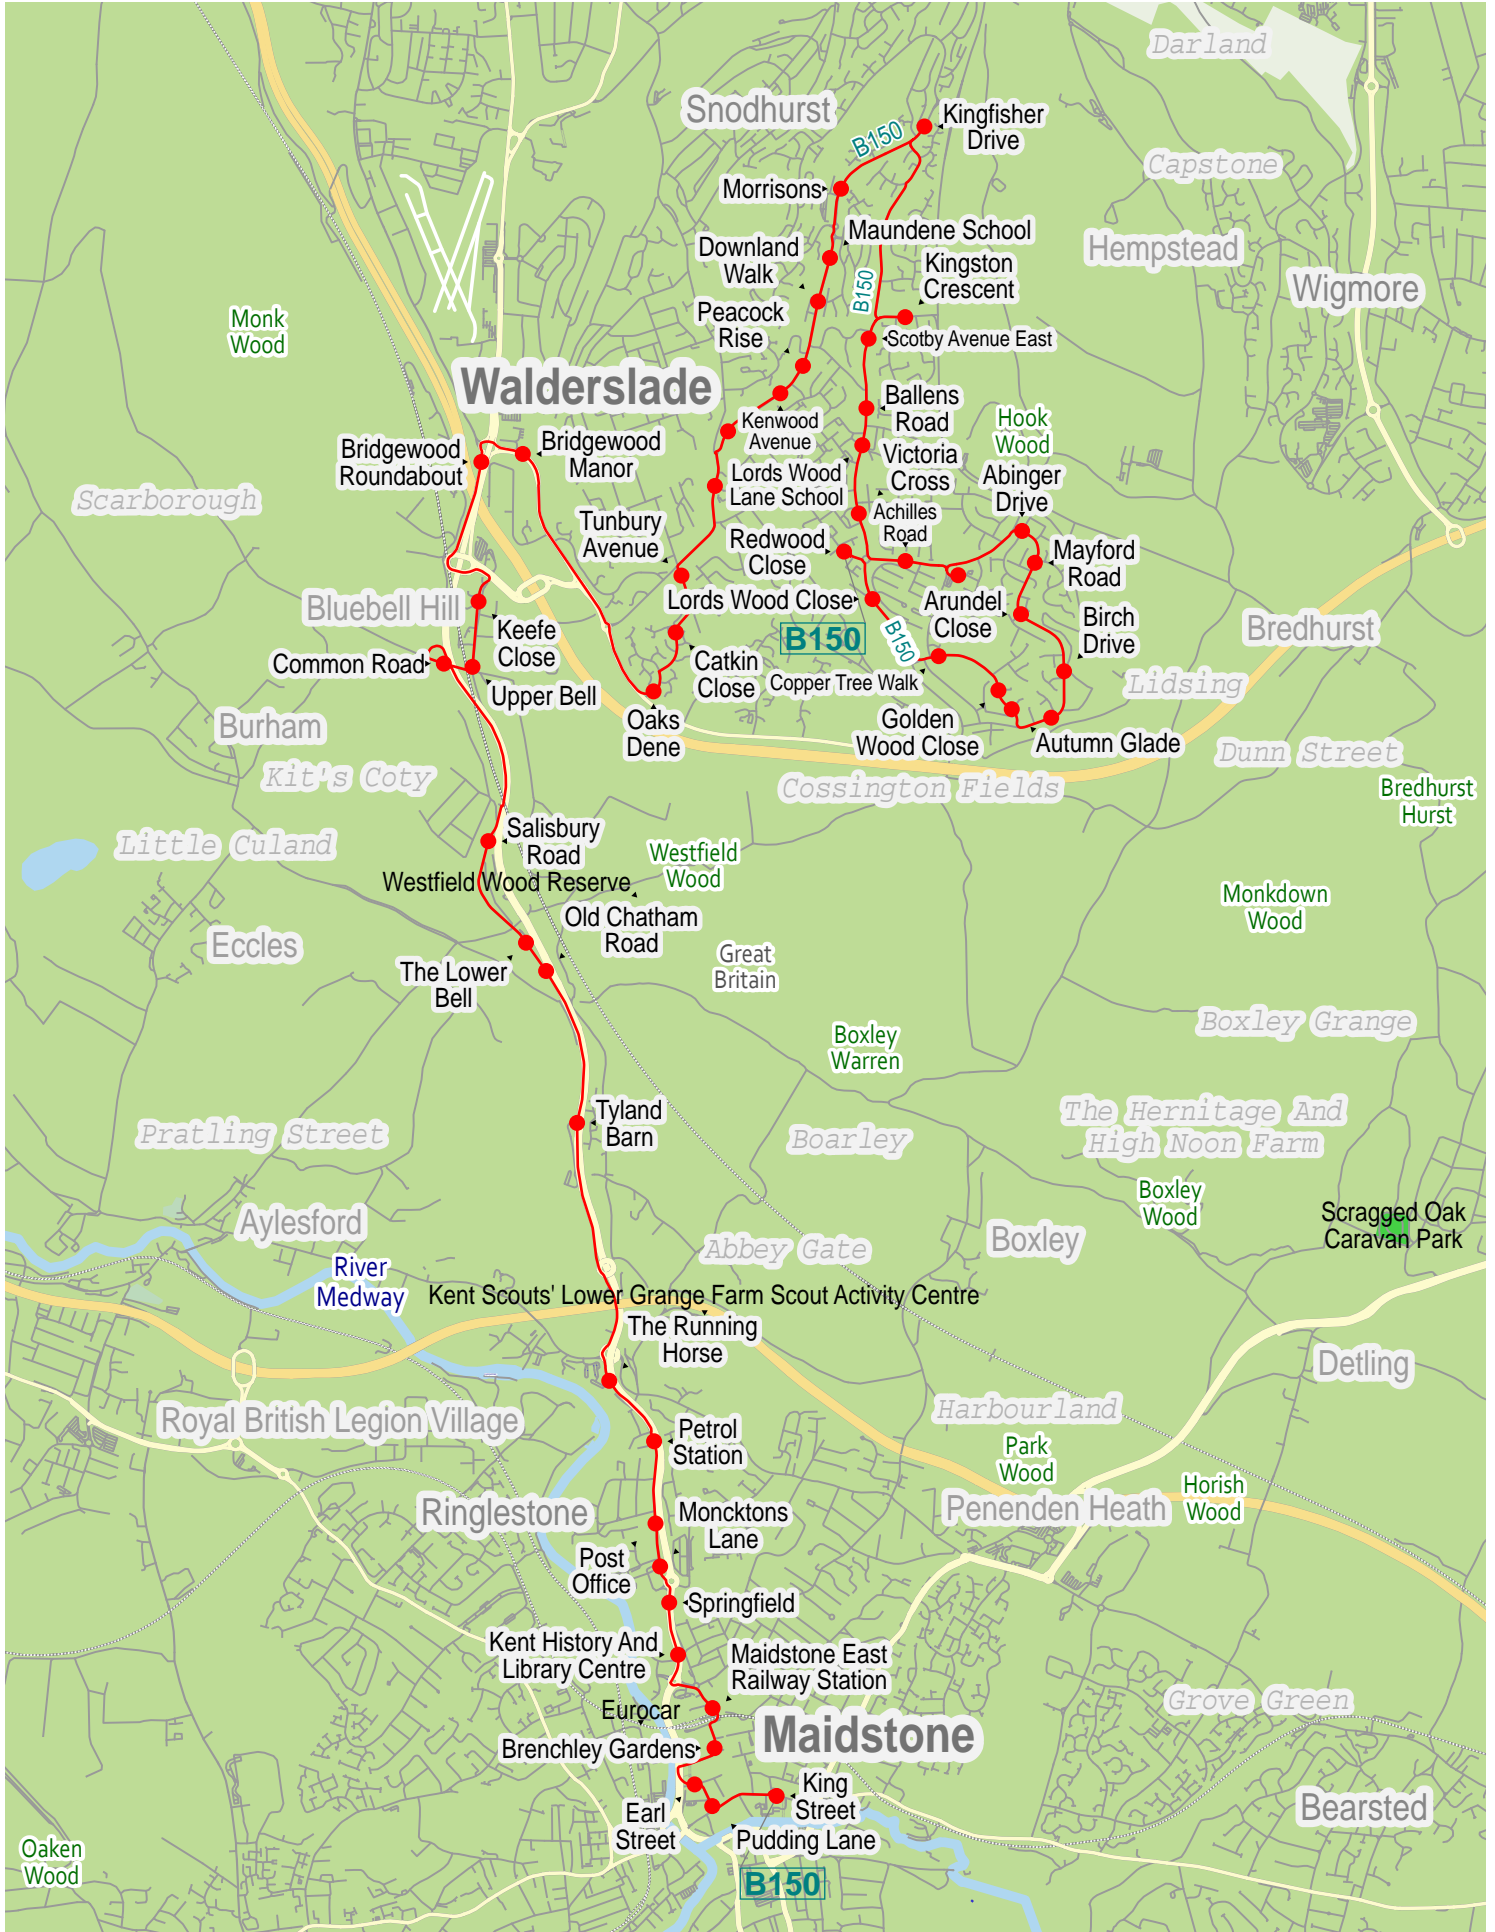 Darland
Snodhurst
B150
Kingfisher
Drive
Capstone
Morrisons
Maundene School
Downland
Walk
Hempstead
Kingston
Crescent
Wigmore
B150
Monk
Wood
Peacock
Rise
Scotby Avenue East
Walderslade
Ballens
Road
Kenwood
Avenue
Hook
Wood
Bridgewood
Roundabout
Bridgewood
Manor
Victoria
Cross
Lords Wood
Lane School
Abinger
Drive
Scarborough
Tunbury
Avenue
Achilles
Road
Redwood
Close
Mayford
Road
Lords Wood Close
Bluebell Hill
Arundel
Close
Birch
Drive
Keefe
Close
B150
B150
Bredhurst
Common Road
Catkin
Close
Copper Tree Walk
Lidsing
Upper Bell
Oaks
Dene
Golden
Wood Close
Autumn Glade
Burham
Dunn Street
Kit's Coty
Cossington Fields
Bredhurst
Hurst
Little Culand
Salisbury
Road
Westfield
Wood
Westfield Wood Reserve
Monkdown
Wood
Old Chatham
Road
Eccles
Great
Britain
The Lower
Bell
Boxley Grange
Boxley
Warren
Tyland
Barn
The Hernitage And
High Noon Farm
Pratling Street
Boarley
Boxley
Wood
Aylesford
Scragged Oak
Caravan Park
Abbey Gate
Boxley
River
Medway
Kent Scouts' Lower Grange Farm Scout Activity Centre
The Running
Horse
Detling
Royal British Legion Village
Harbourland
Petrol
Station
Park
Wood
Horish
Wood
Ringlestone
Penenden Heath
Moncktons
Lane
Post
Office
Springfield
Kent History And
Library Centre
Maidstone East
Railway Station
Grove Green
Eurocar
Maidstone
Brenchley Gardens
King
Street
Earl
Street
Bearsted
Pudding Lane
Oaken
Wood
B150